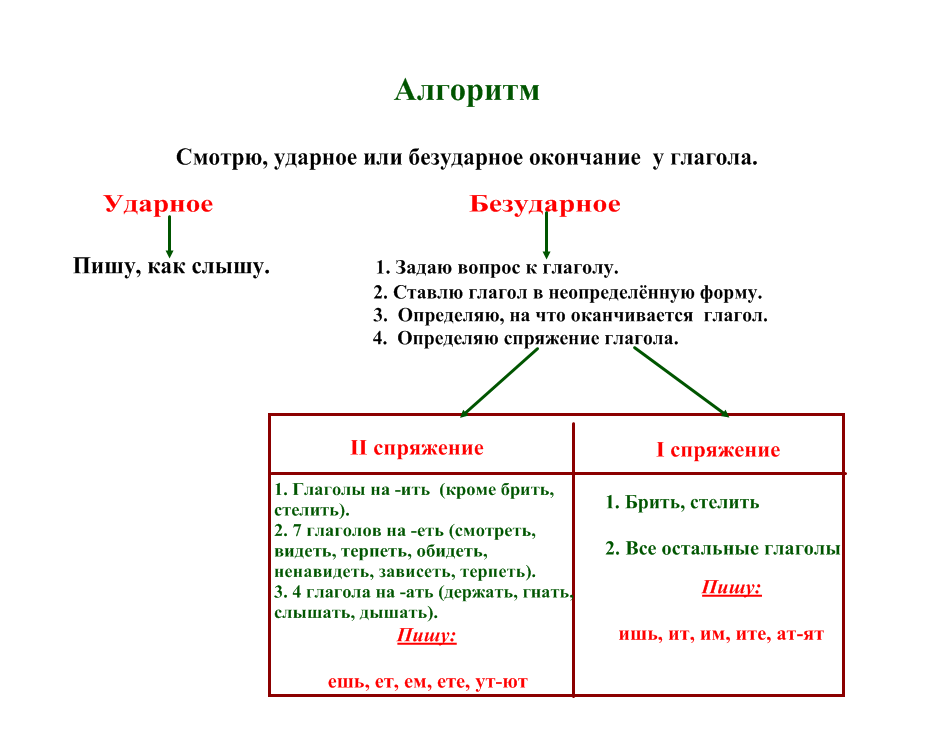 Алгоритм
Смотрю, ударное или безударное окончание у глагола.
Ударное
Безударное
Пишу, как слышу.
1. Задаю вопрос к глаголу.
2. Ставлю глагол в неопределённую форму.
3. Определяю, на что оканчивается глагол.
4. Определяю спряжение глагола.
II спряжение
1. Глаголы на -ить (кроме брить,
стелить).
2. 7 глаголов на -еть (смотреть,
видеть, терпеть, обидеть,
ненавидеть, зависеть, терпеть).
3. 4 глагола на -ать (держать, гнать,
слышать, дышать).
Пишу:
ешь, ет, ем, ете, ут-ют
I спряжение
1. Брить, стелить
2. Все остальные глаголы
Пишу:
ишь, ит, им, ите, ат-ят